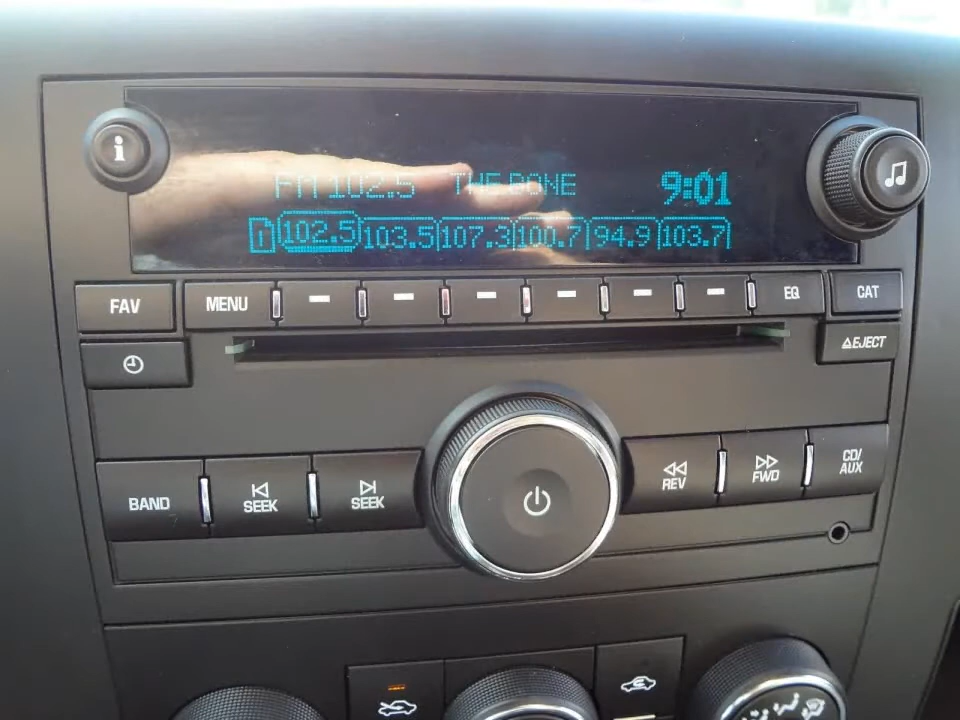 i
FM 102.5 THE BONE 9:01
1 102.5 103.5 107.3 100.7 94.9 103.7
FAV MENU EQ CAT
EJECT
BAND SEEK SEEK REV FWD CD/
AUX